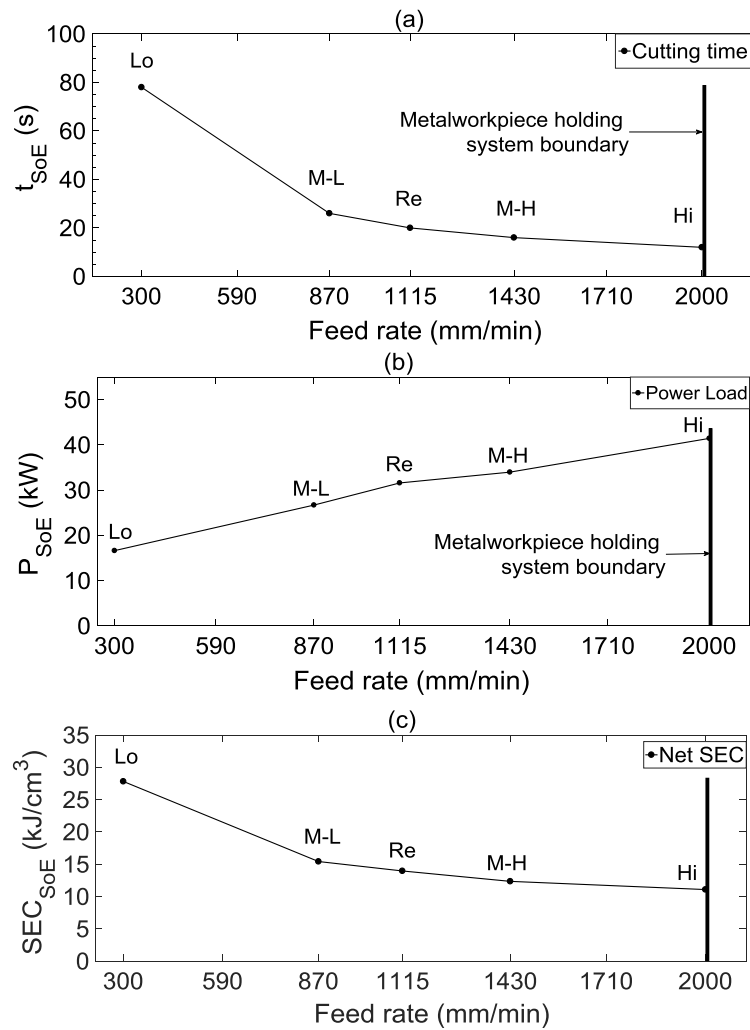 (a)
Cutting time
100
80
60
40
20
0
t_SoE (s)
Lo
M-L
Re
M-H
Hi
Metalworkpiece holding
system boundary
300 590 870 1115 1430 1710 2000
Feed rate (mm/min)
(b)
Power Load
50
40
30
20
10
0
P_SoE (kW)
Lo
M-L
Re
M-H
Hi
Metalworkpiece holding
system boundary
300 590 870 1115 1430 1710 2000
Feed rate (mm/min)
(c)
Net SEC
35
30
25
20
15
10
5
0
SEC_SoE (kJ/cm³)
Lo
M-L
Re
M-H
Hi
300 590 870 1115 1430 1710 2000
Feed rate (mm/min)